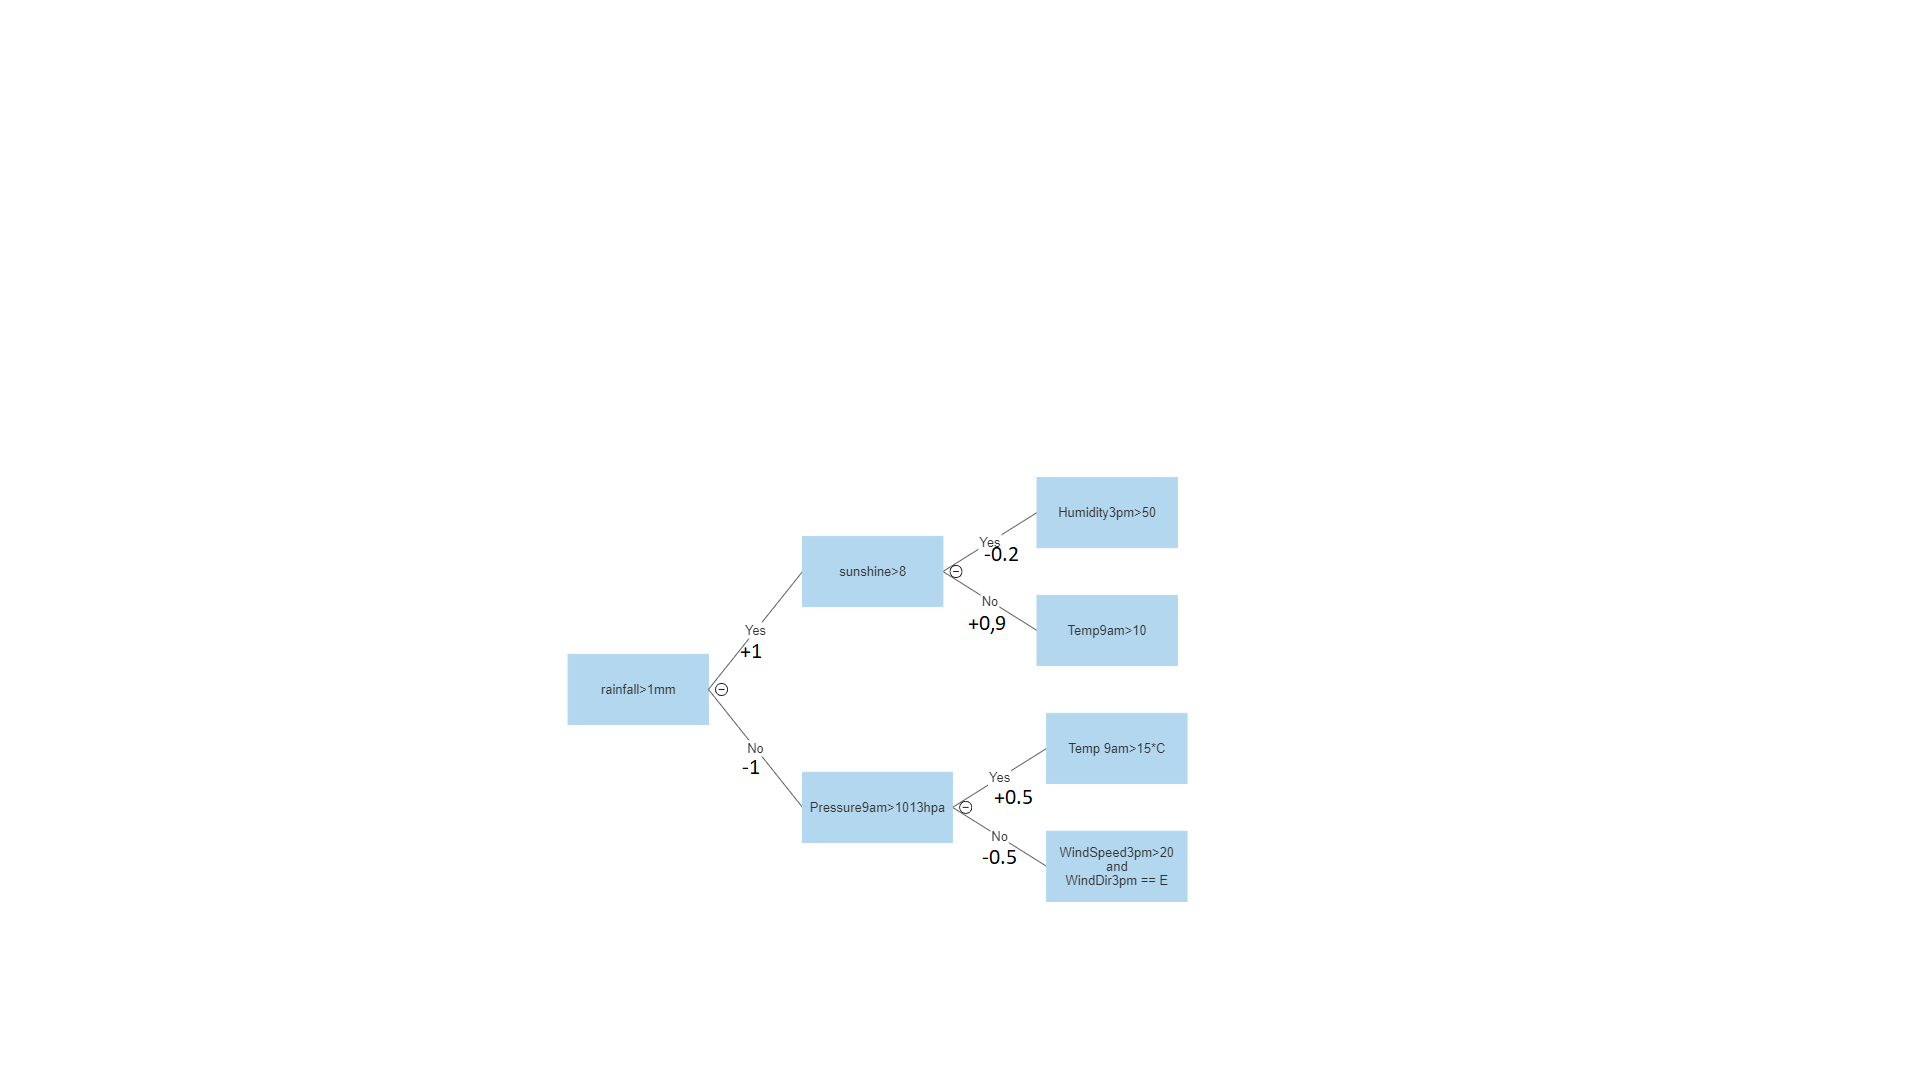 Humidity3pm>50
Yes
-0.2
sunshine>8
No
+0,9
Temp9am>10
Yes
+1
rainfall>1mm
No
-1
Temp 9am>15*C
Yes
+0.5
Pressure9am>1013hpa
No
-0.5
WindSpeed3pm>20
and
WindDir3pm == E